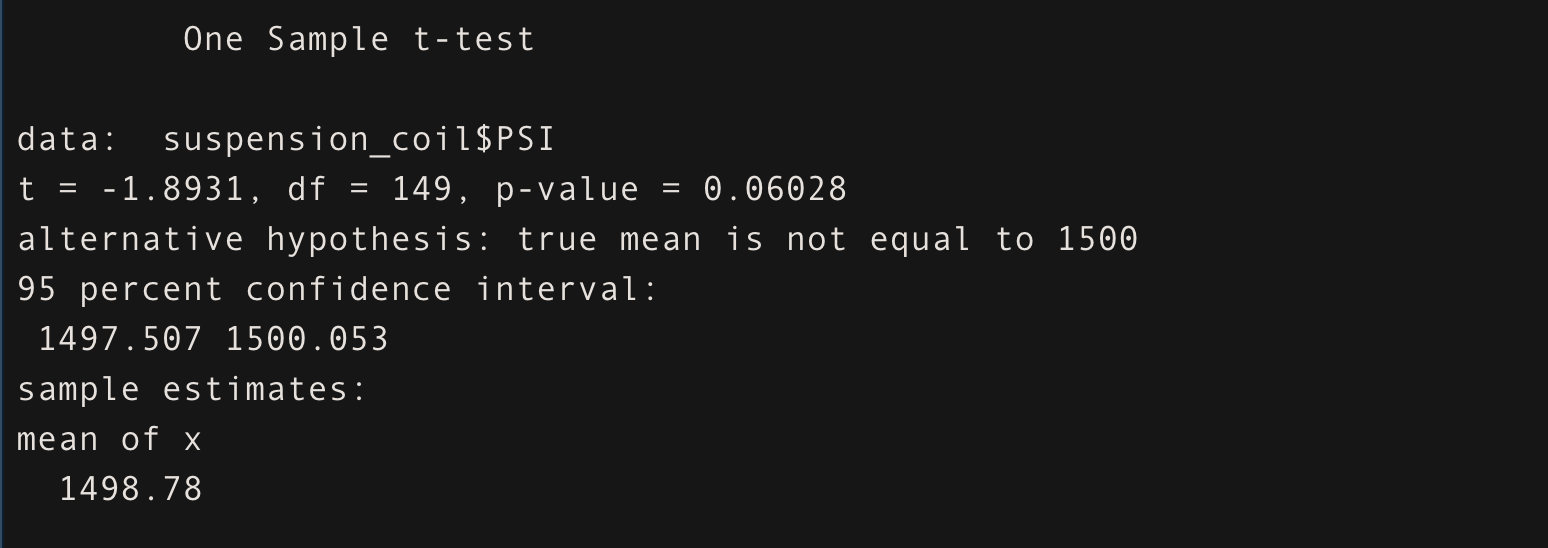 One Sample t-test
data:  suspension_coil$PSI
t = -1.8931, df = 149, p-value = 0.06028
alternative hypothesis: true mean is not equal to 1500
95 percent confidence interval:
 1497.507 1500.053
sample estimates:
mean of x
  1498.78